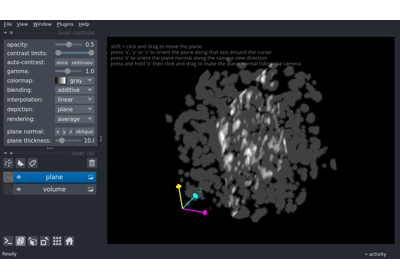 File View Window Plugins Help
layer controls
shift + click and drag to move the plane
press 'x', 'y' or 'z' to orient the plane along that axis around the cursor
press 'o' to orient the plane normal along the camera view direction
press and hold 'o' then click and drag to make the plane normal follow the camera
opacity: 0.5
contrast limits:
auto-contrast: once continuous
gamma: 1.0
colormap: gray
blending: additive
interpolation: linear
depiction: plane
rendering: average
plane normal: x y z oblique
plane thickness: 10.0
layer list
plane
volume
Ready
activity